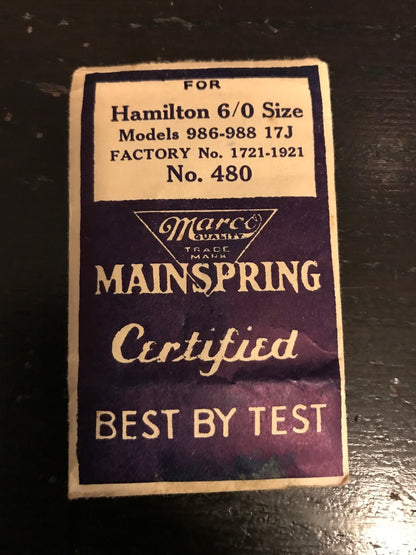 FOR
Hamilton 6/0 Size
Models 986-988 17J
FACTORY No. 1721-1921
No. 480
Marco
QUALITY
TRADE
MARK
MAINSPRING
Certified
BEST BY TEST